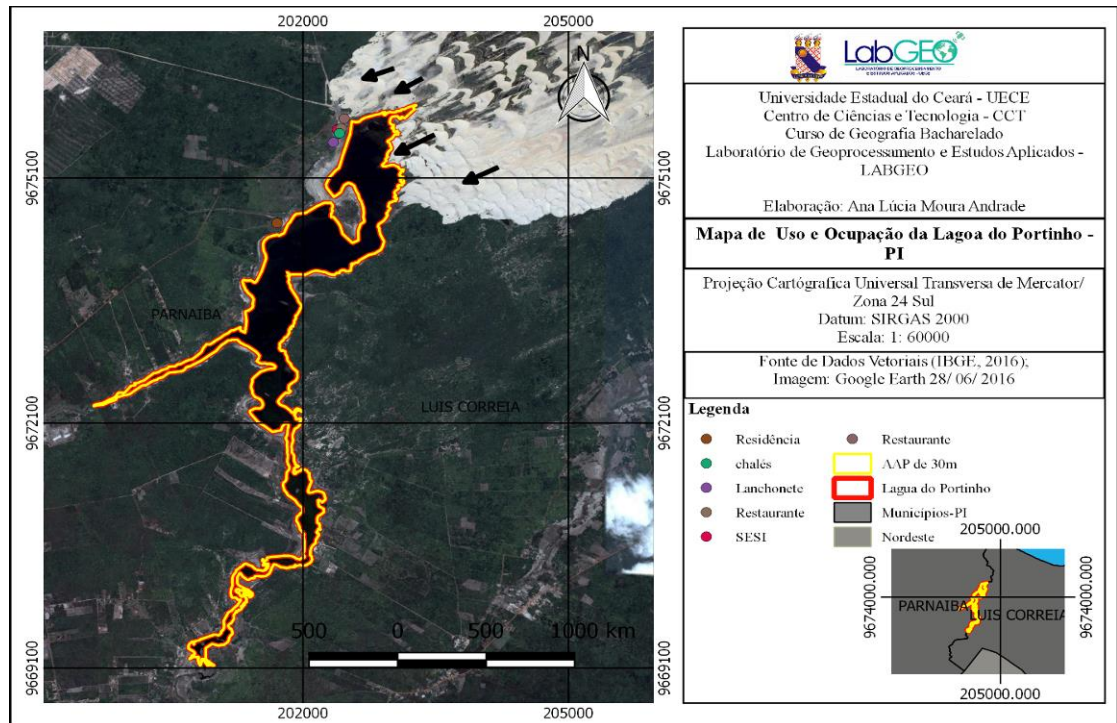 202000
205000
N
9675100
9672100
9669100
PARNAIBA
LUIS CORREIA
500
0
500
1000 km
9675100
9672100
9669100
202000
205000
LabGEO
Universidade Estadual do Ceará - UECE
Centro de Ciências e Tecnologia - CCT
Curso de Geografia Bacharelado
Laboratório de Geoprocessamento e Estudos Aplicados -
LABGEO
Elaboração: Ana Lúcia Moura Andrade
Mapa de Uso e Ocupação da Lagoa do Portinho -
PI
Projeção Cartógrafica Universal Transversa de Mercator/
Zona 24 Sul
Datum: SIRGAS 2000
Escala: 1: 60000
Fonte de Dados Vetoriais (IBGE, 2016);
Imagem: Google Earth 28/ 06/ 2016
Legenda
Residência
Restaurante
chalés
AAP de 30m
Lanchonete
Lagua do Portinho
Restaurante
Municípios-PI
SESI
Nordeste
205000.000
9674000.000
PARNAIBA
LUIS CORREIA
9674000.000
205000.000